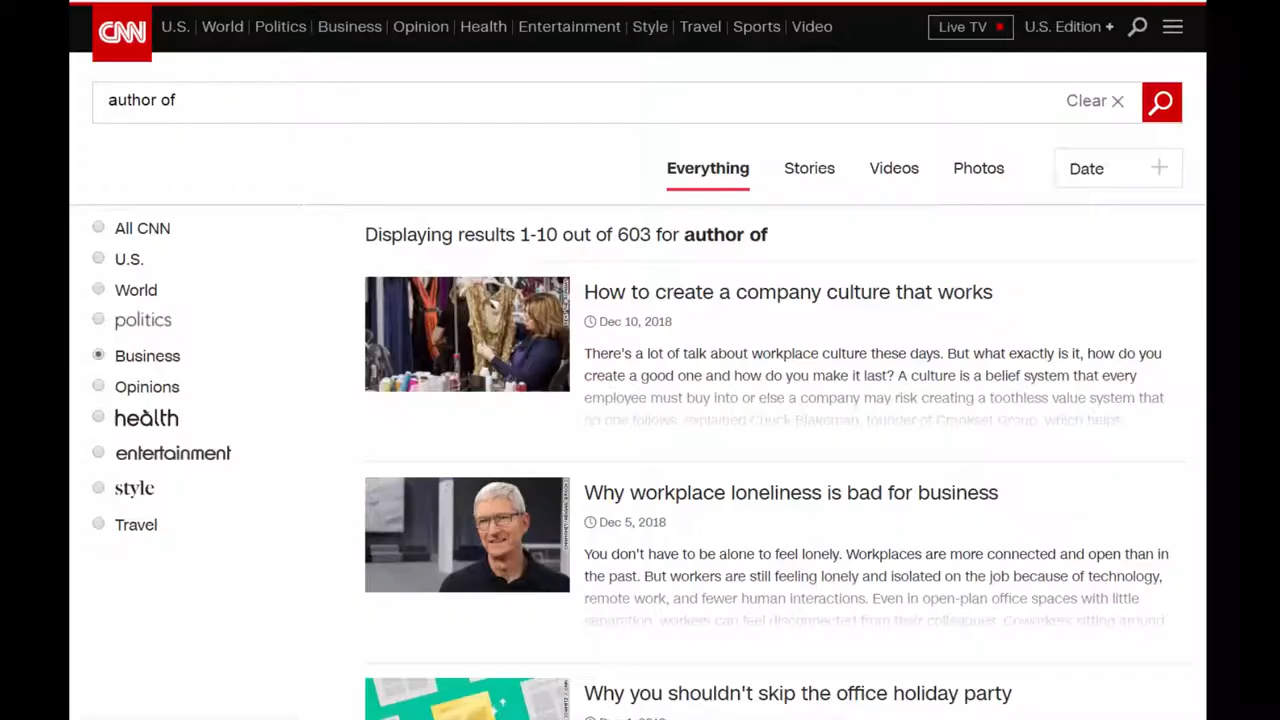 CNN U.S. World Politics Business Opinion Health Entertainment Style Travel Sports Video Live TV U.S. Edition +
author of Clear
Everything Stories Videos Photos Date
All CNN
U.S.
World
politics
Business
Opinions
health
entertainment
style
Travel
Displaying results 1-10 out of 603 for author of
How to create a company culture that works
Dec 10, 2018
There's a lot of talk about workplace culture these days. But what exactly is it, how do you
create a good one and how do you make it last? A culture is a belief system that every
employee must buy into or else a company may risk creating a toothless value system that
no one follows, explained Chuck Blakeman, founder of Crankset Group, which helps
Why workplace loneliness is bad for business
Dec 5, 2018
You don't have to be alone to feel lonely. Workplaces are more connected and open than in
the past. But workers are still feeling lonely and isolated on the job because of technology,
remote work, and fewer human interactions. Even in open-plan office spaces with little
separation, workers can feel disconnected from their colleagues. Coworkers sitting around
Why you shouldn't skip the office holiday party